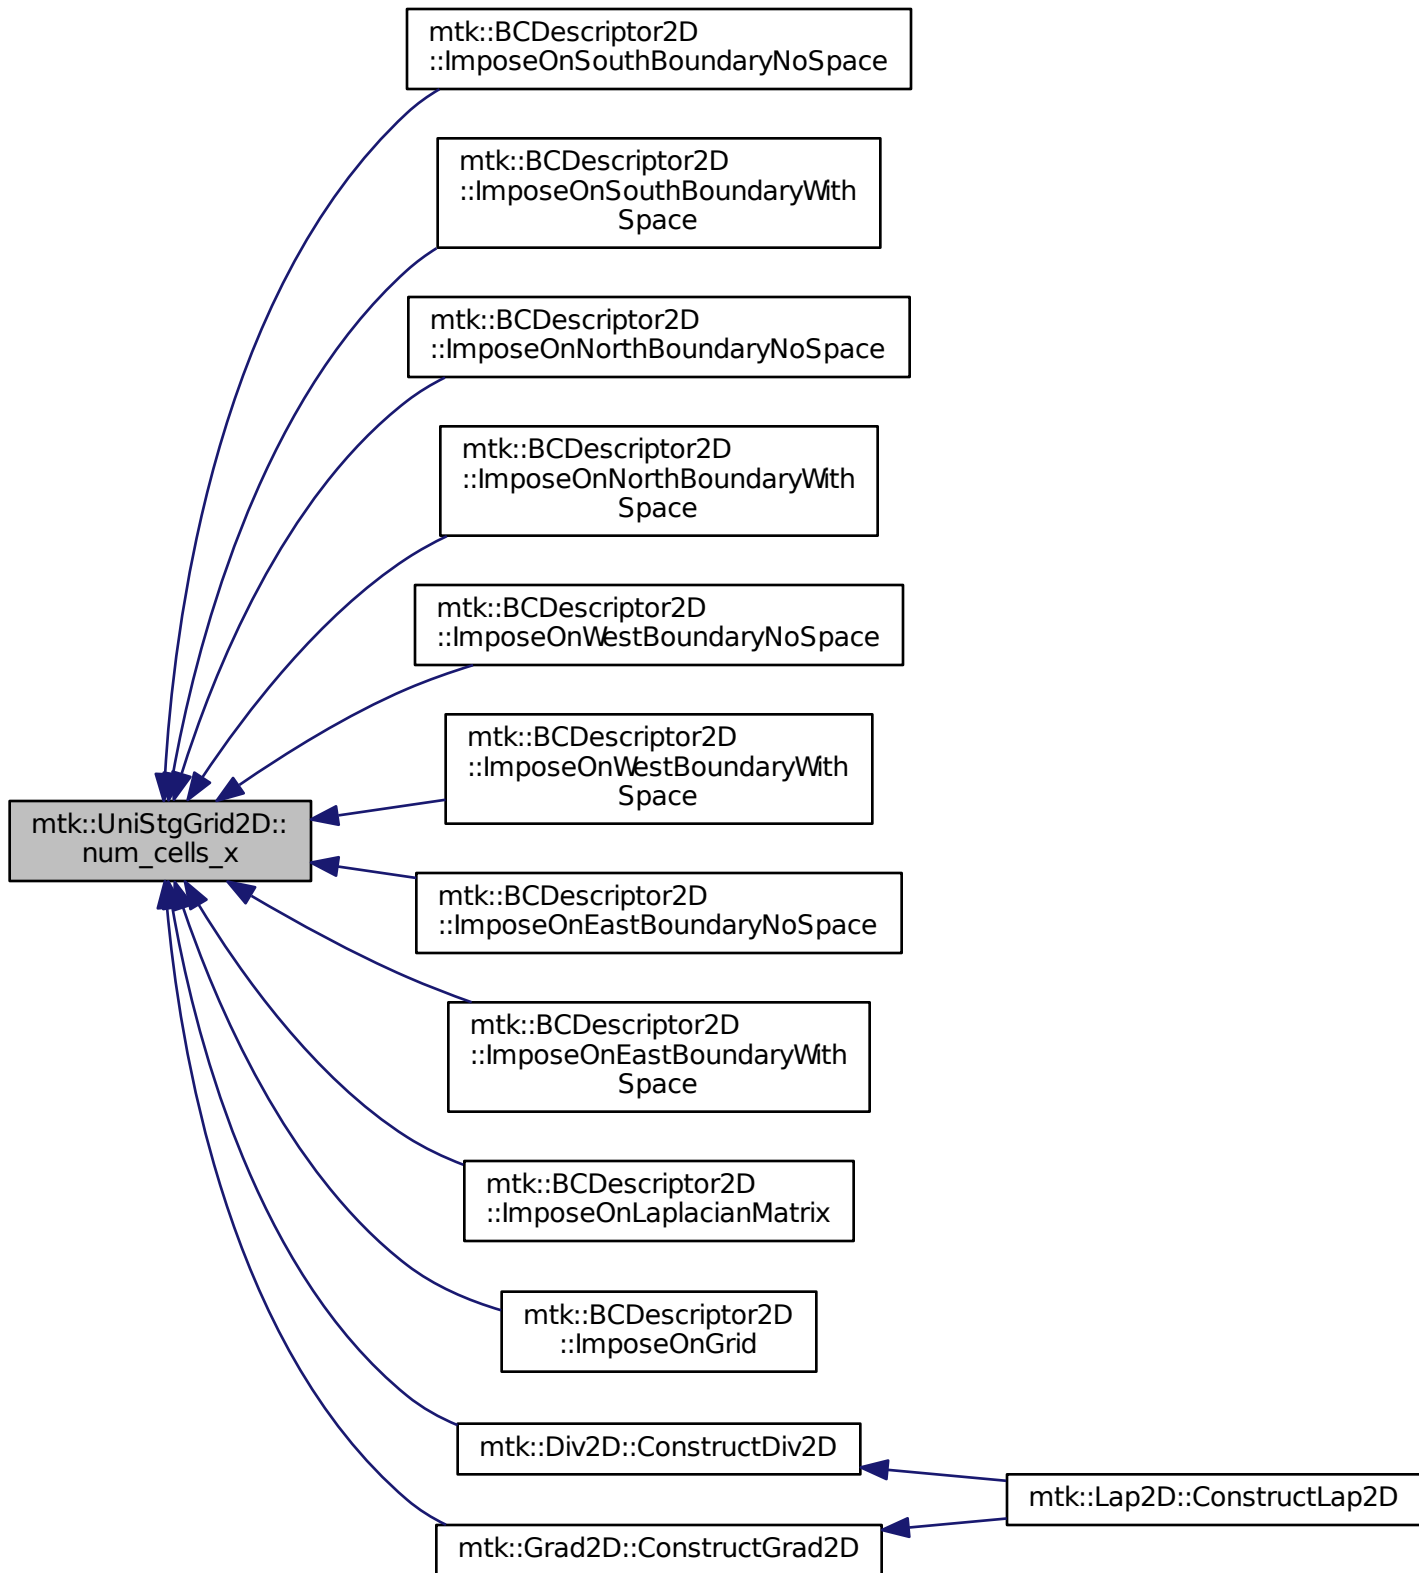 mtk::BCDescriptor2D
::ImposeOnSouthBoundaryNoSpace
mtk::BCDescriptor2D
::ImposeOnSouthBoundaryWith
Space
mtk::BCDescriptor2D
::ImposeOnNorthBoundaryNoSpace
mtk::BCDescriptor2D
::ImposeOnNorthBoundaryWith
Space
mtk::BCDescriptor2D
::ImposeOnWestBoundaryNoSpace
mtk::BCDescriptor2D
::ImposeOnWestBoundaryWith
Space
mtk::UniStgGrid2D::
num_cells_x
mtk::BCDescriptor2D
::ImposeOnEastBoundaryNoSpace
mtk::BCDescriptor2D
::ImposeOnEastBoundaryWith
Space
mtk::BCDescriptor2D
::ImposeOnLaplacianMatrix
mtk::BCDescriptor2D
::ImposeOnGrid
mtk::Div2D::ConstructDiv2D
mtk::Lap2D::ConstructLap2D
mtk::Grad2D::ConstructGrad2D